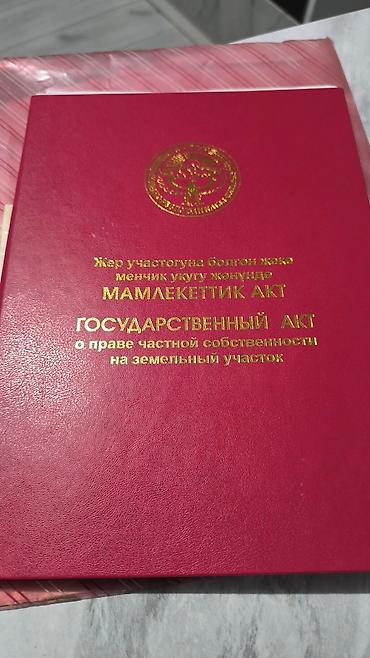 Жер участогуна болгон жеке
менчик укугу жөнүндө
МАМЛЕКЕТТИК АКТ
ГОСУДАРСТВЕННЫЙ АКТ
о праве частной собственности
на земельный участок